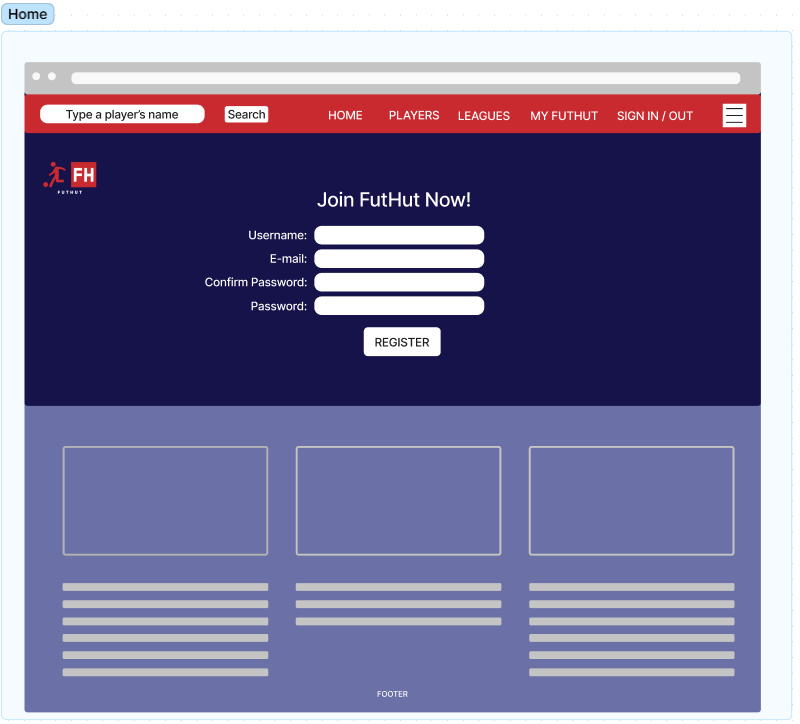 Home
Type a player's name
Search
HOME
PLAYERS
LEAGUES
MY FUTHUT
SIGN IN / OUT
FH
FUTHUT
Join FutHut Now!
Username:
E-mail:
Confirm Password:
Password:
REGISTER
FOOTER